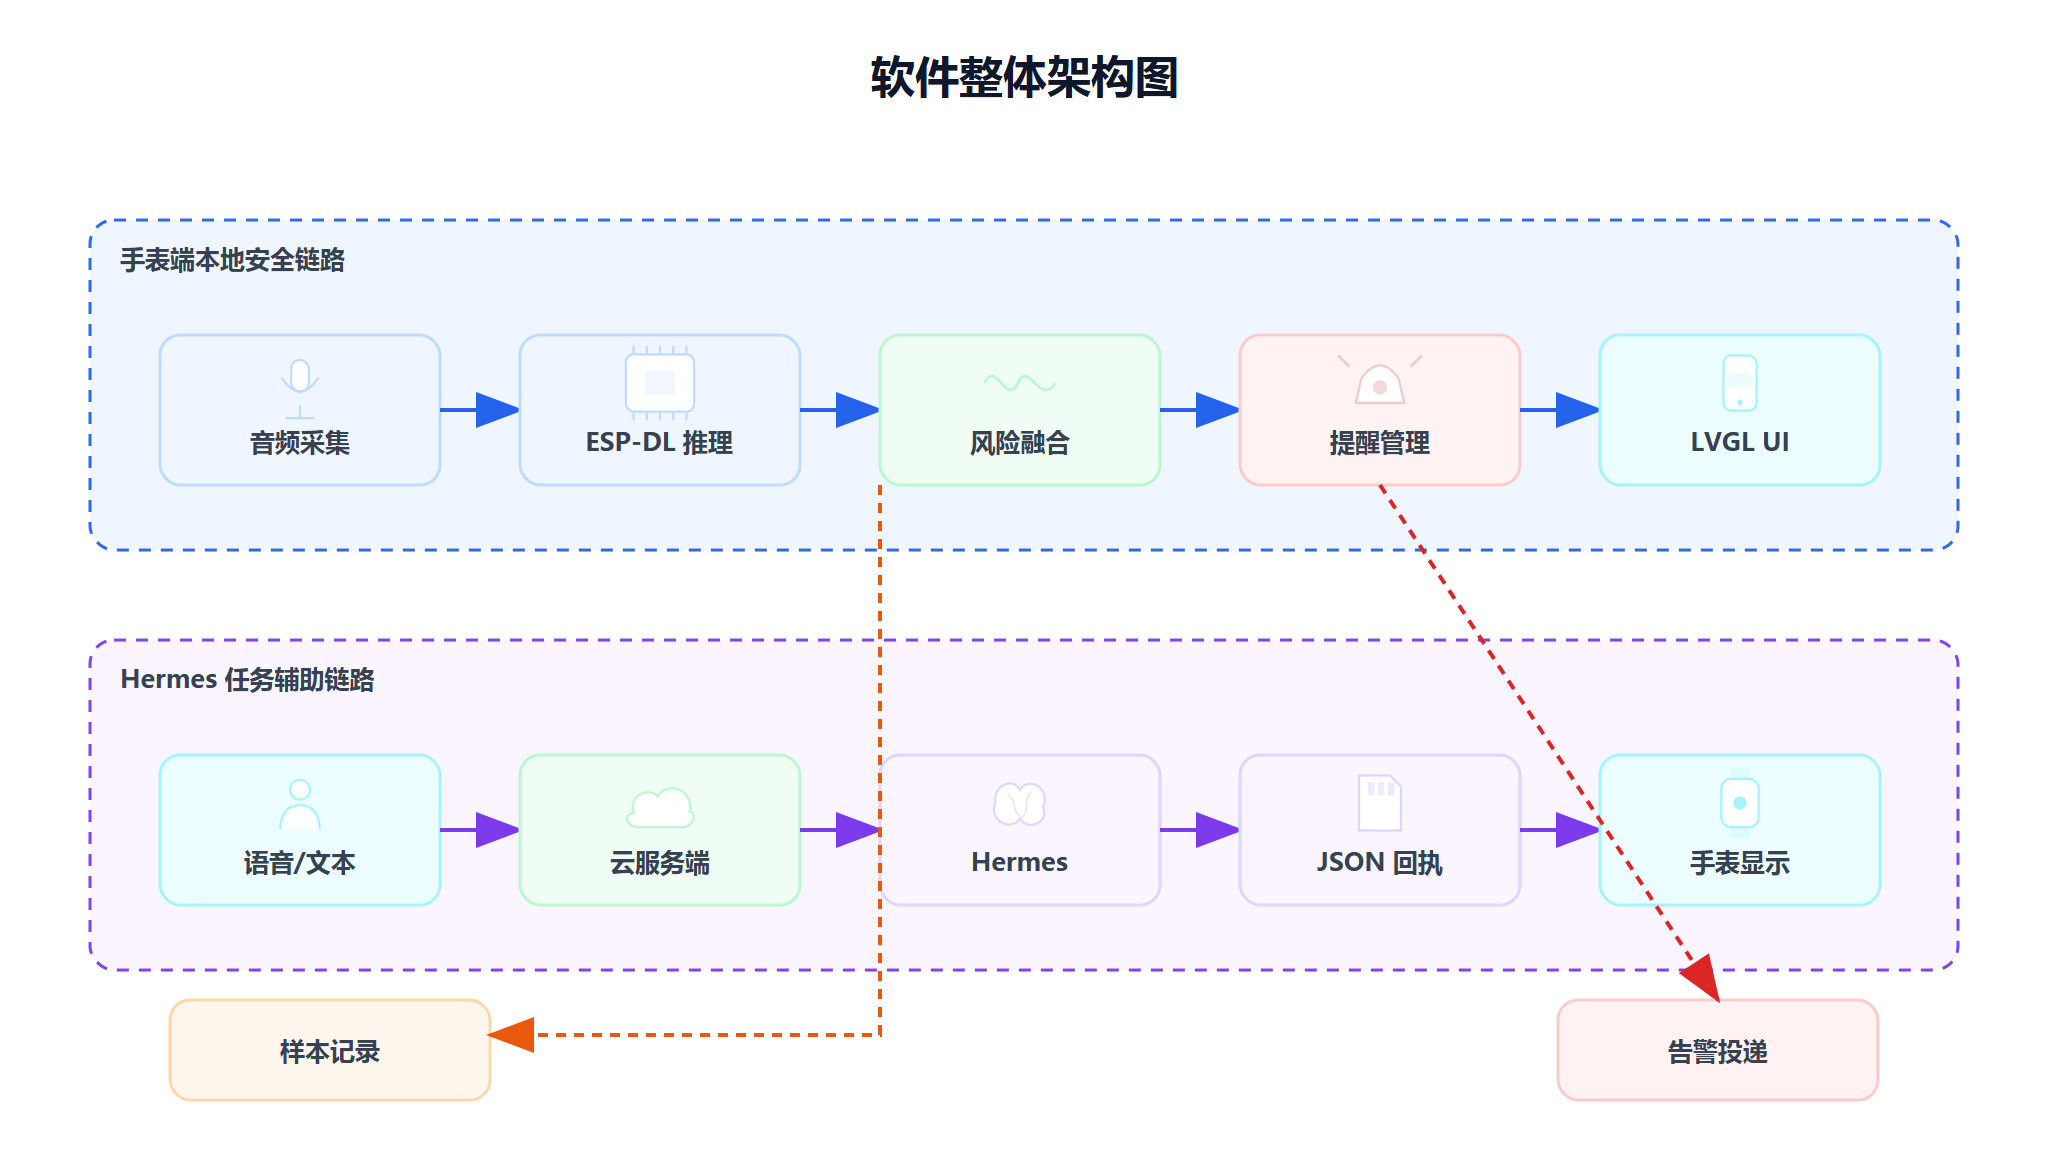 软件整体架构图
手表端本地安全链路
音频采集
ESP-DL 推理
风险融合
提醒管理
LVGL UI
Hermes 任务辅助链路
语音/文本
云服务端
Hermes
JSON 回执
手表显示
样本记录
告警投递